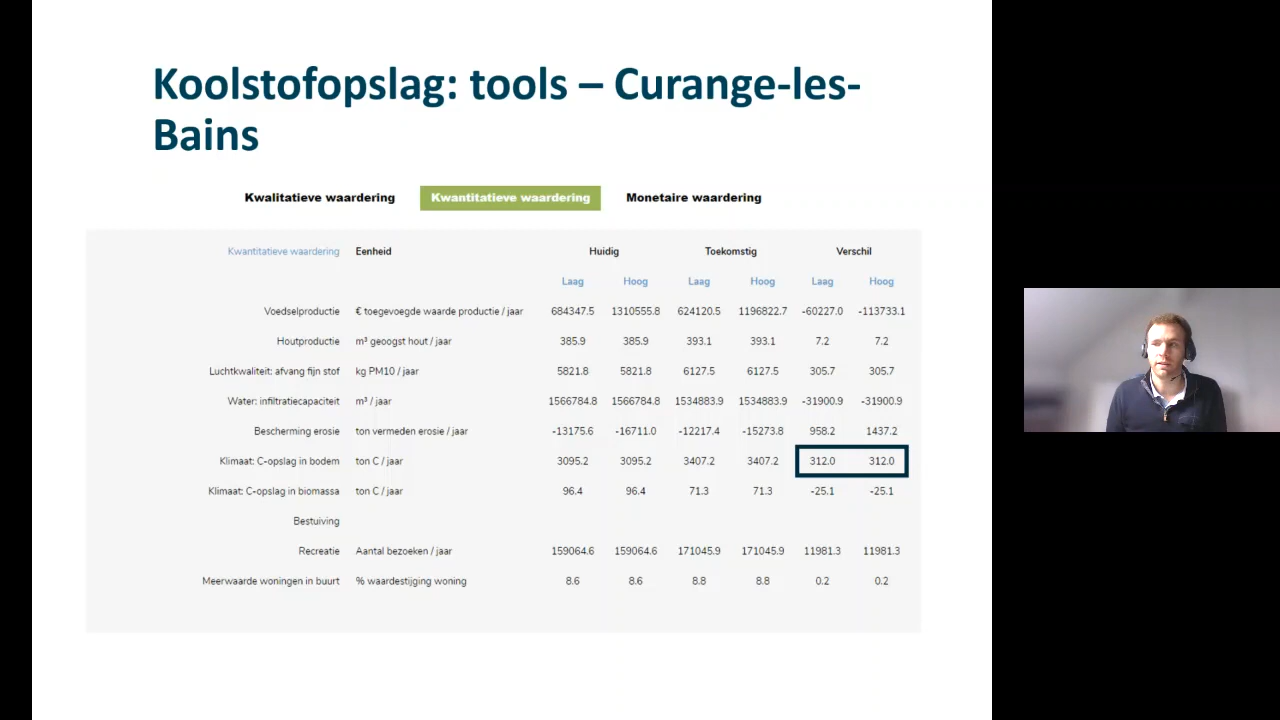 Koolstofopslag: tools – Curange-les-
Bains
Kwalitatieve waardering Kwantitatieve waardering Monetaire waardering
Kwantitatieve waardering Eenheid Huidig Toekomstig Verschil
Laag Hoog Laag Hoog Laag Hoog
Voedselproductie € toegevoegde waarde productie / jaar 684347.5 1310555.8 624120.5 1196822.7 -60227.0 -113733.1
Houtproductie m³ geoogst hout / jaar 385.9 385.9 393.1 393.1 7.2 7.2
Luchtkwaliteit: afvang fijn stof kg PM10 / jaar 5821.8 5821.8 6127.5 6127.5 305.7 305.7
Water: infiltratiecapaciteit m³ / jaar 1566784.8 1566784.8 1534883.9 1534883.9 -31900.9 -31900.9
Bescherming erosie ton vermeden erosie / jaar -13175.6 -16711.0 -12217.4 -15273.8 958.2 1437.2
Klimaat: C-opslag in bodem ton C / jaar 3095.2 3095.2 3407.2 3407.2 312.0 312.0
Klimaat: C-opslag in biomassa ton C / jaar 96.4 96.4 71.3 71.3 -25.1 -25.1
Bestuiving
Recreatie Aantal bezoeken / jaar 159064.6 159064.6 171045.9 171045.9 11981.3 11981.3
Meerwaarde woningen in buurt % waardestijging woning 8.6 8.6 8.8 8.8 0.2 0.2